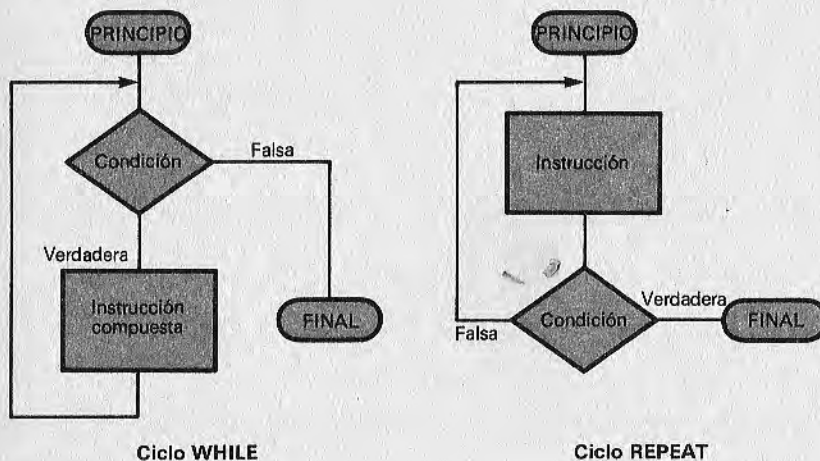 PRINCIPIO
Condición
Falsa
Verdadera
Instrucción
compuesta
FINAL
Ciclo WHILE
PRINCIPIO
Instrucción
Condición
Verdadera
Falsa
FINAL
Ciclo REPEAT